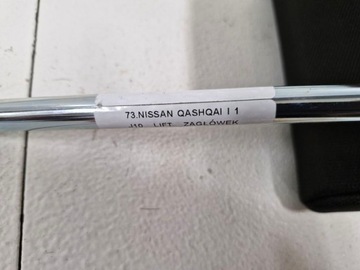 73.NISSAN QASHQAI I 1
J10 LIFT ZAGŁÓWEK